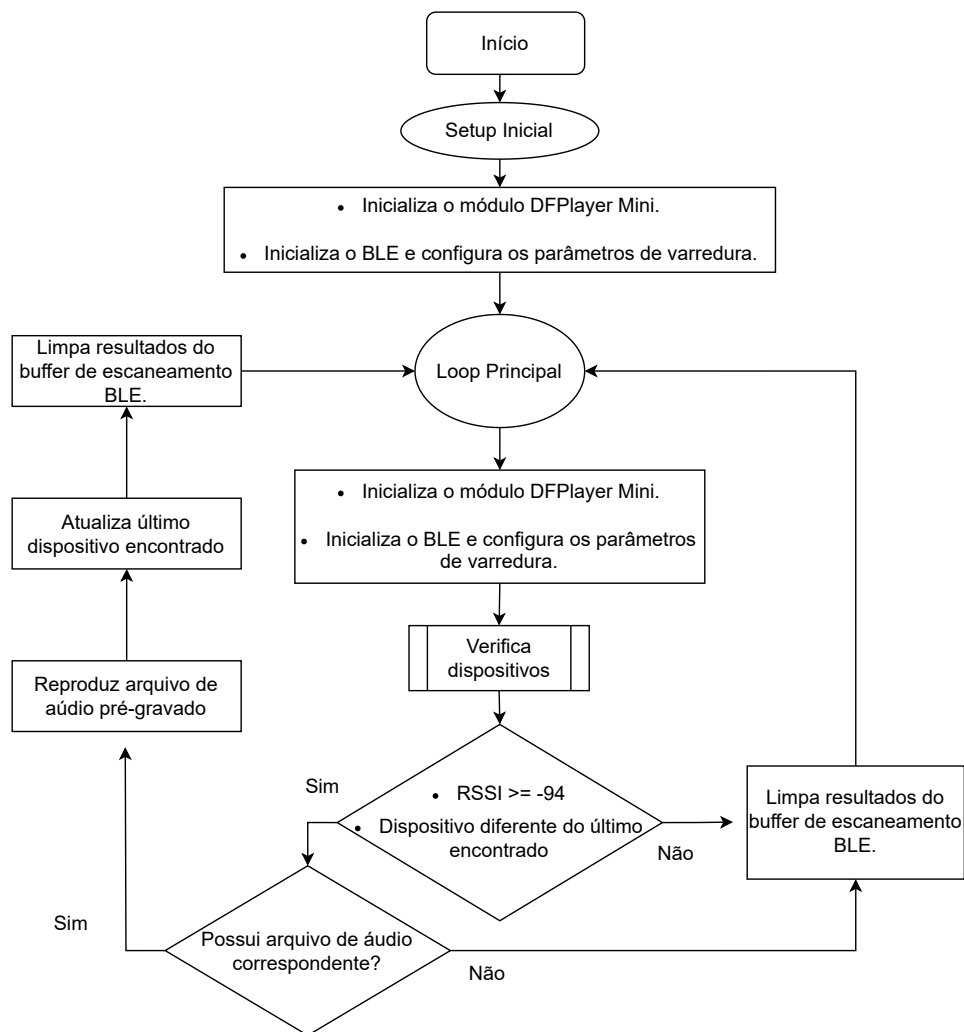 Início
Setup Inicial
• Inicializa o módulo DFPlayer Mini.
• Inicializa o BLE e configura os parâmetros de varredura.
Loop Principal
Limpa resultados do
buffer de escaneamento
BLE.
• Inicializa o módulo DFPlayer Mini.
• Inicializa o BLE e configura os parâmetros
de varredura.
Atualiza último
dispositivo encontrado
Verifica
dispositivos
Reproduz arquivo de
aúdio pré-gravado
Sim
• RSSI >= -94
• Dispositivo diferente do último
encontrado
Não
Limpa resultados do
buffer de escaneamento
BLE.
Sim
Possui arquivo de áudio
correspondente?
Não